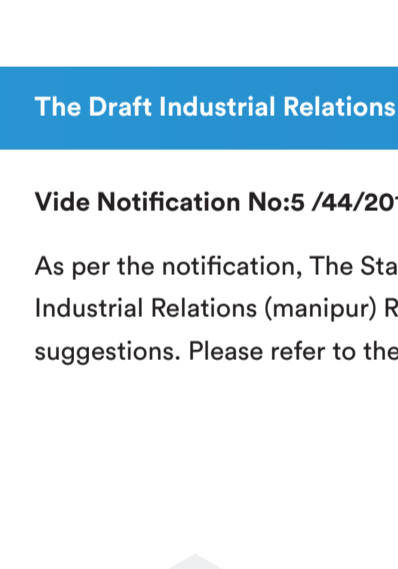 The Draft Industrial Relations
Vide Notification No:5 /44/20
As per the notification, The Sta
Industrial Relations (manipur) R
suggestions. Please refer to the